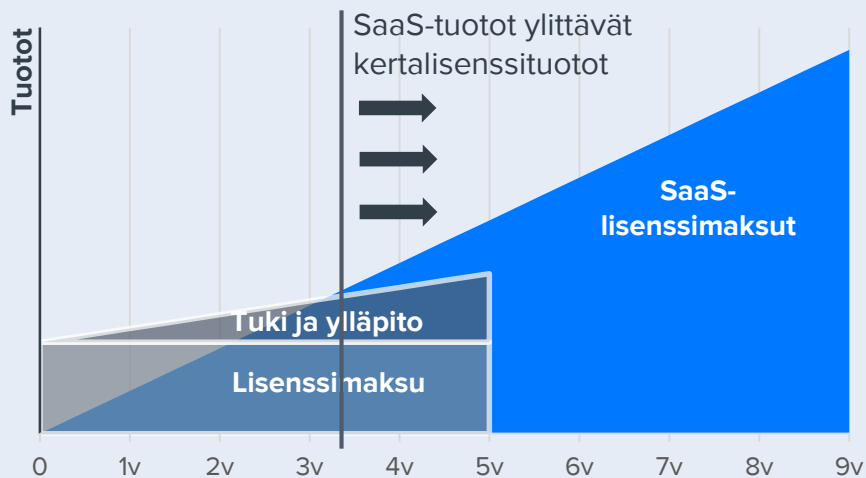 Tuotot
SaaS-tuotot ylittävät
kertalisenssituotot
SaaS-
lisenssimaksut
Tuki ja ylläpito
Lisenssimaksu
0 1v 2v 3v 4v 5v 6v 7v 8v 9v